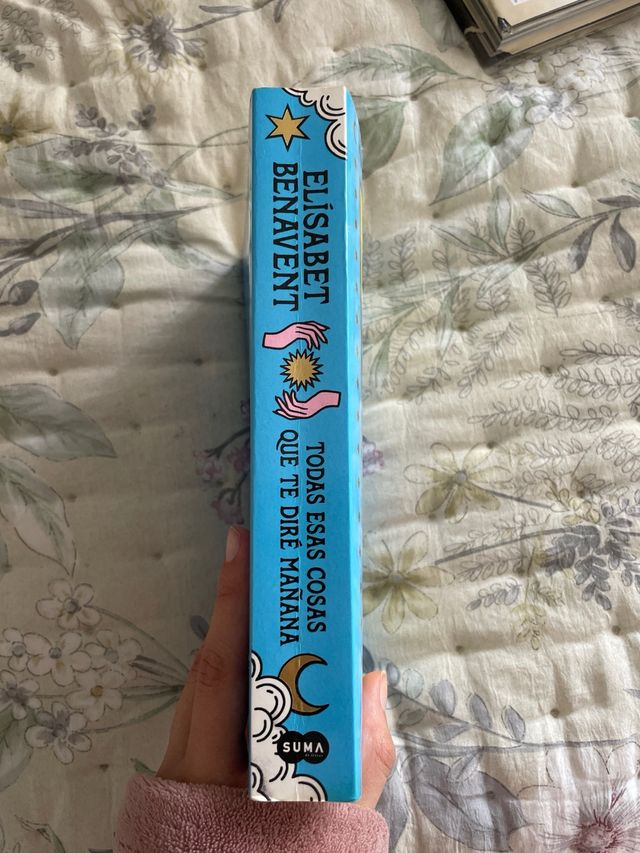 ELÍSABET
BENAVENT
TODAS ESAS COSAS
QUE TE DIRÉ MAÑANA
SUMA